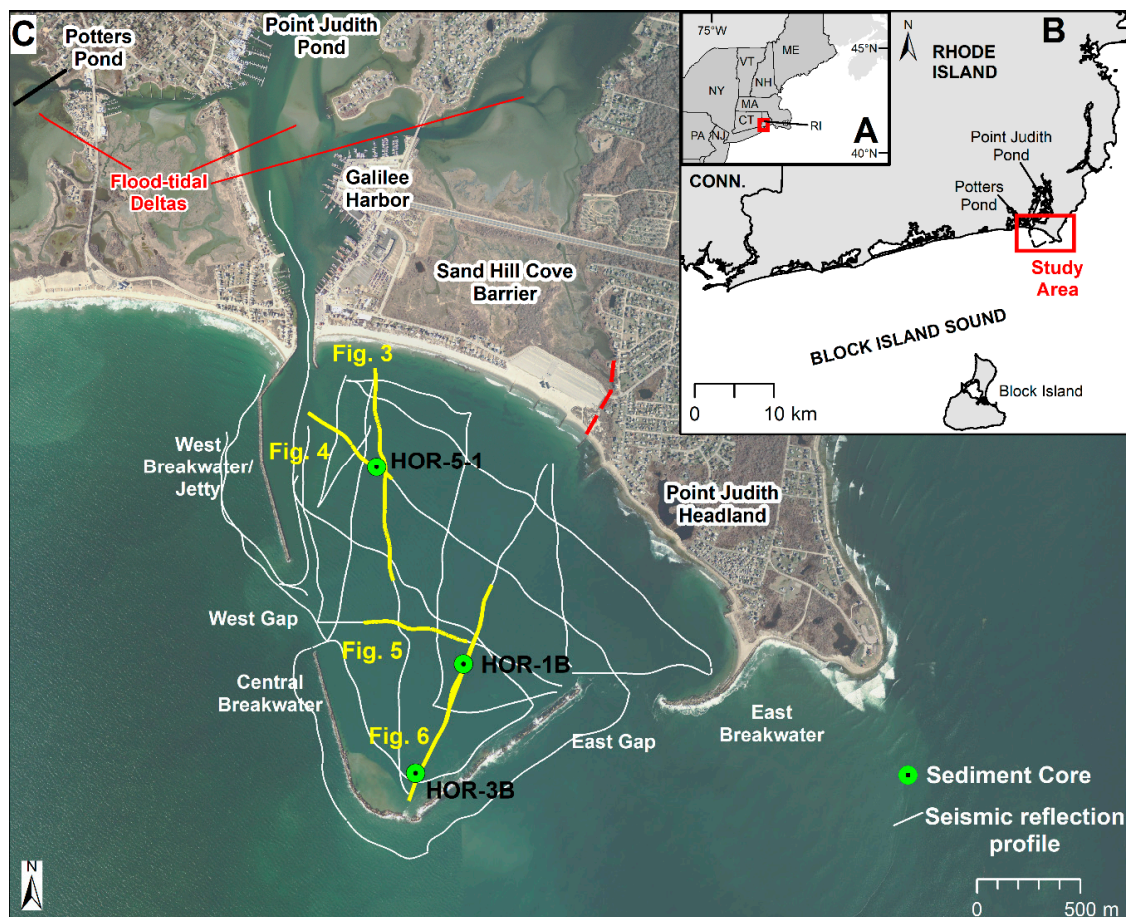 C
Potters
Pond
Point Judith
Pond
Flood-tidal
Deltas
Galilee
Harbor
Sand Hill Cove
Barrier
Fig. 3
Fig. 4
HOR-5-1
West
Breakwater/
Jetty
Point Judith
Headland
West Gap
Fig. 5
HOR-1B
Central
Breakwater
Fig. 6
HOR-3B
East Gap
East
Breakwater
Sediment Core
Seismic reflection
profile
N
0 500 m
75°W
45°N
ME
VT
NH
NY
MA
CT
RI
PA
NJ
A
40°N
N
B
RHODE
ISLAND
Point Judith
Pond
Potters
Pond
CONN.
Study
Area
BLOCK ISLAND SOUND
0 10 km
Block Island